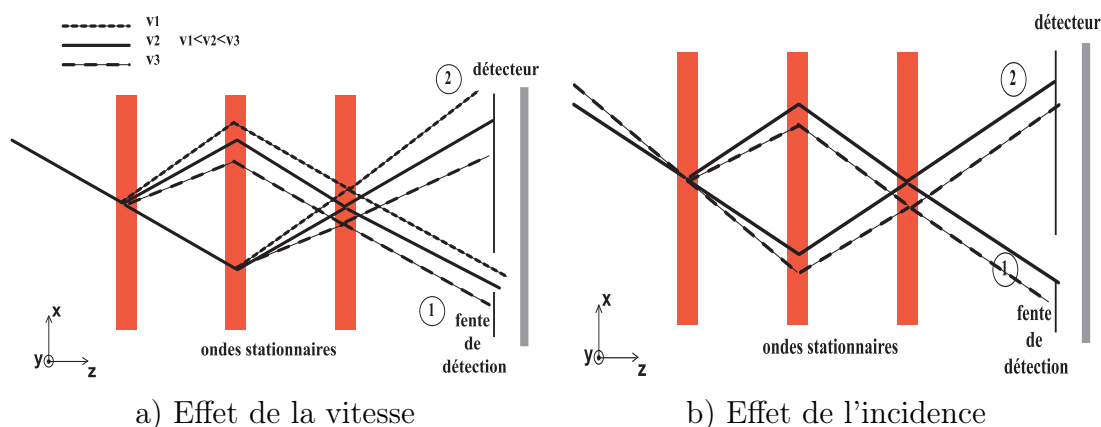 v1
v2 v1<v2<v3
v3
2
détecteur
1
fente
de
détection
ondes stationnaires
x
y
z
a) Effet de la vitesse
détecteur
2
1
fente
de
détection
ondes stationnaires
x
y
z
b) Effet de l'incidence